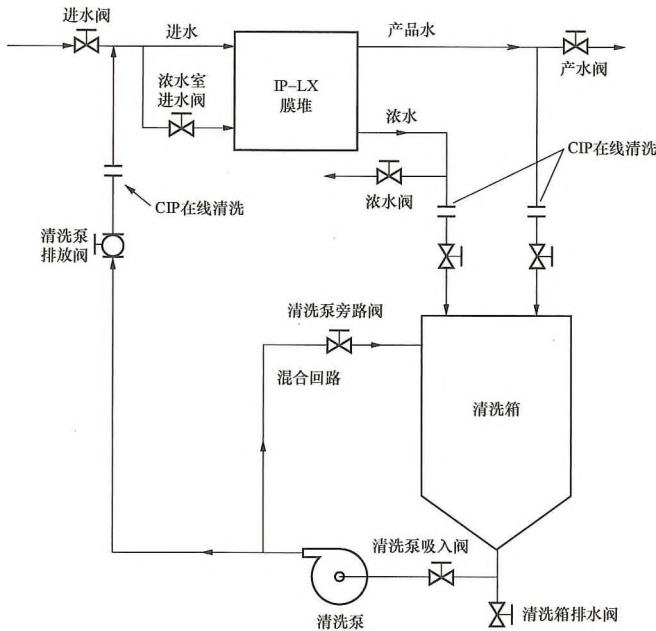 进水阀
进水
产品水
产水阀
浓水室
进水阀
IP-LX
膜堆
浓水
CIP在线清洗
浓水阀
CIP在线清洗
清洗泵
排放阀
清洗泵旁路阀
混合回路
清洗箱
清洗泵吸入阀
清洗泵
清洗箱排水阀